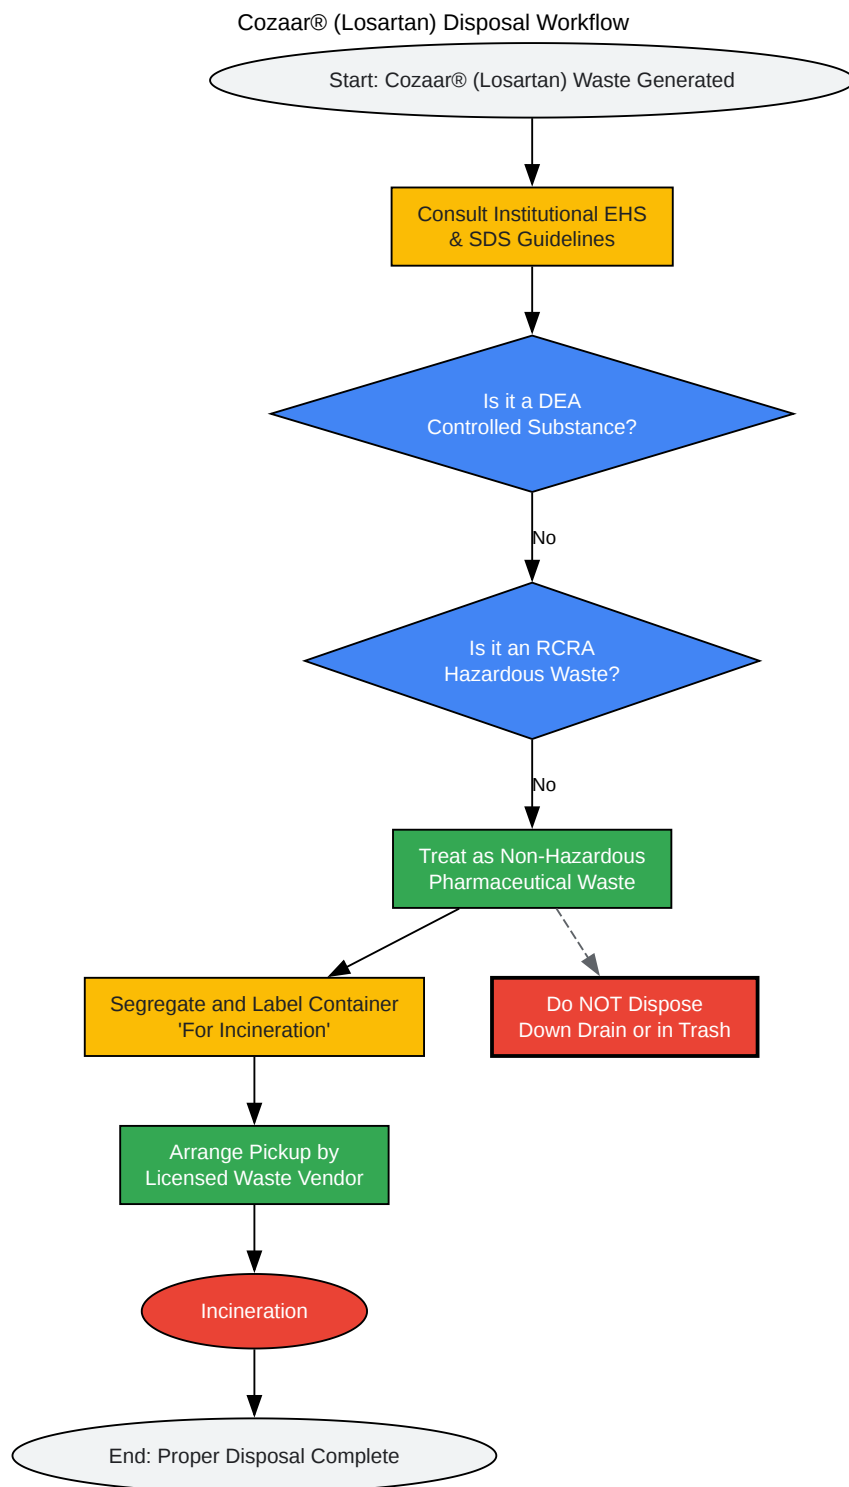 Cozaar® (Losartan) Disposal Workflow
Start: Cozaar® (Losartan) Waste Generated
Consult Institutional EHS
& SDS Guidelines
Is it a DEA
Controlled Substance?
No
Is it an RCRA
Hazardous Waste?
No
Treat as Non-Hazardous
Pharmaceutical Waste
Segregate and Label Container
'For Incineration'
Do NOT Dispose
Down Drain or in Trash
Arrange Pickup by
Licensed Waste Vendor
Incineration
End: Proper Disposal Complete